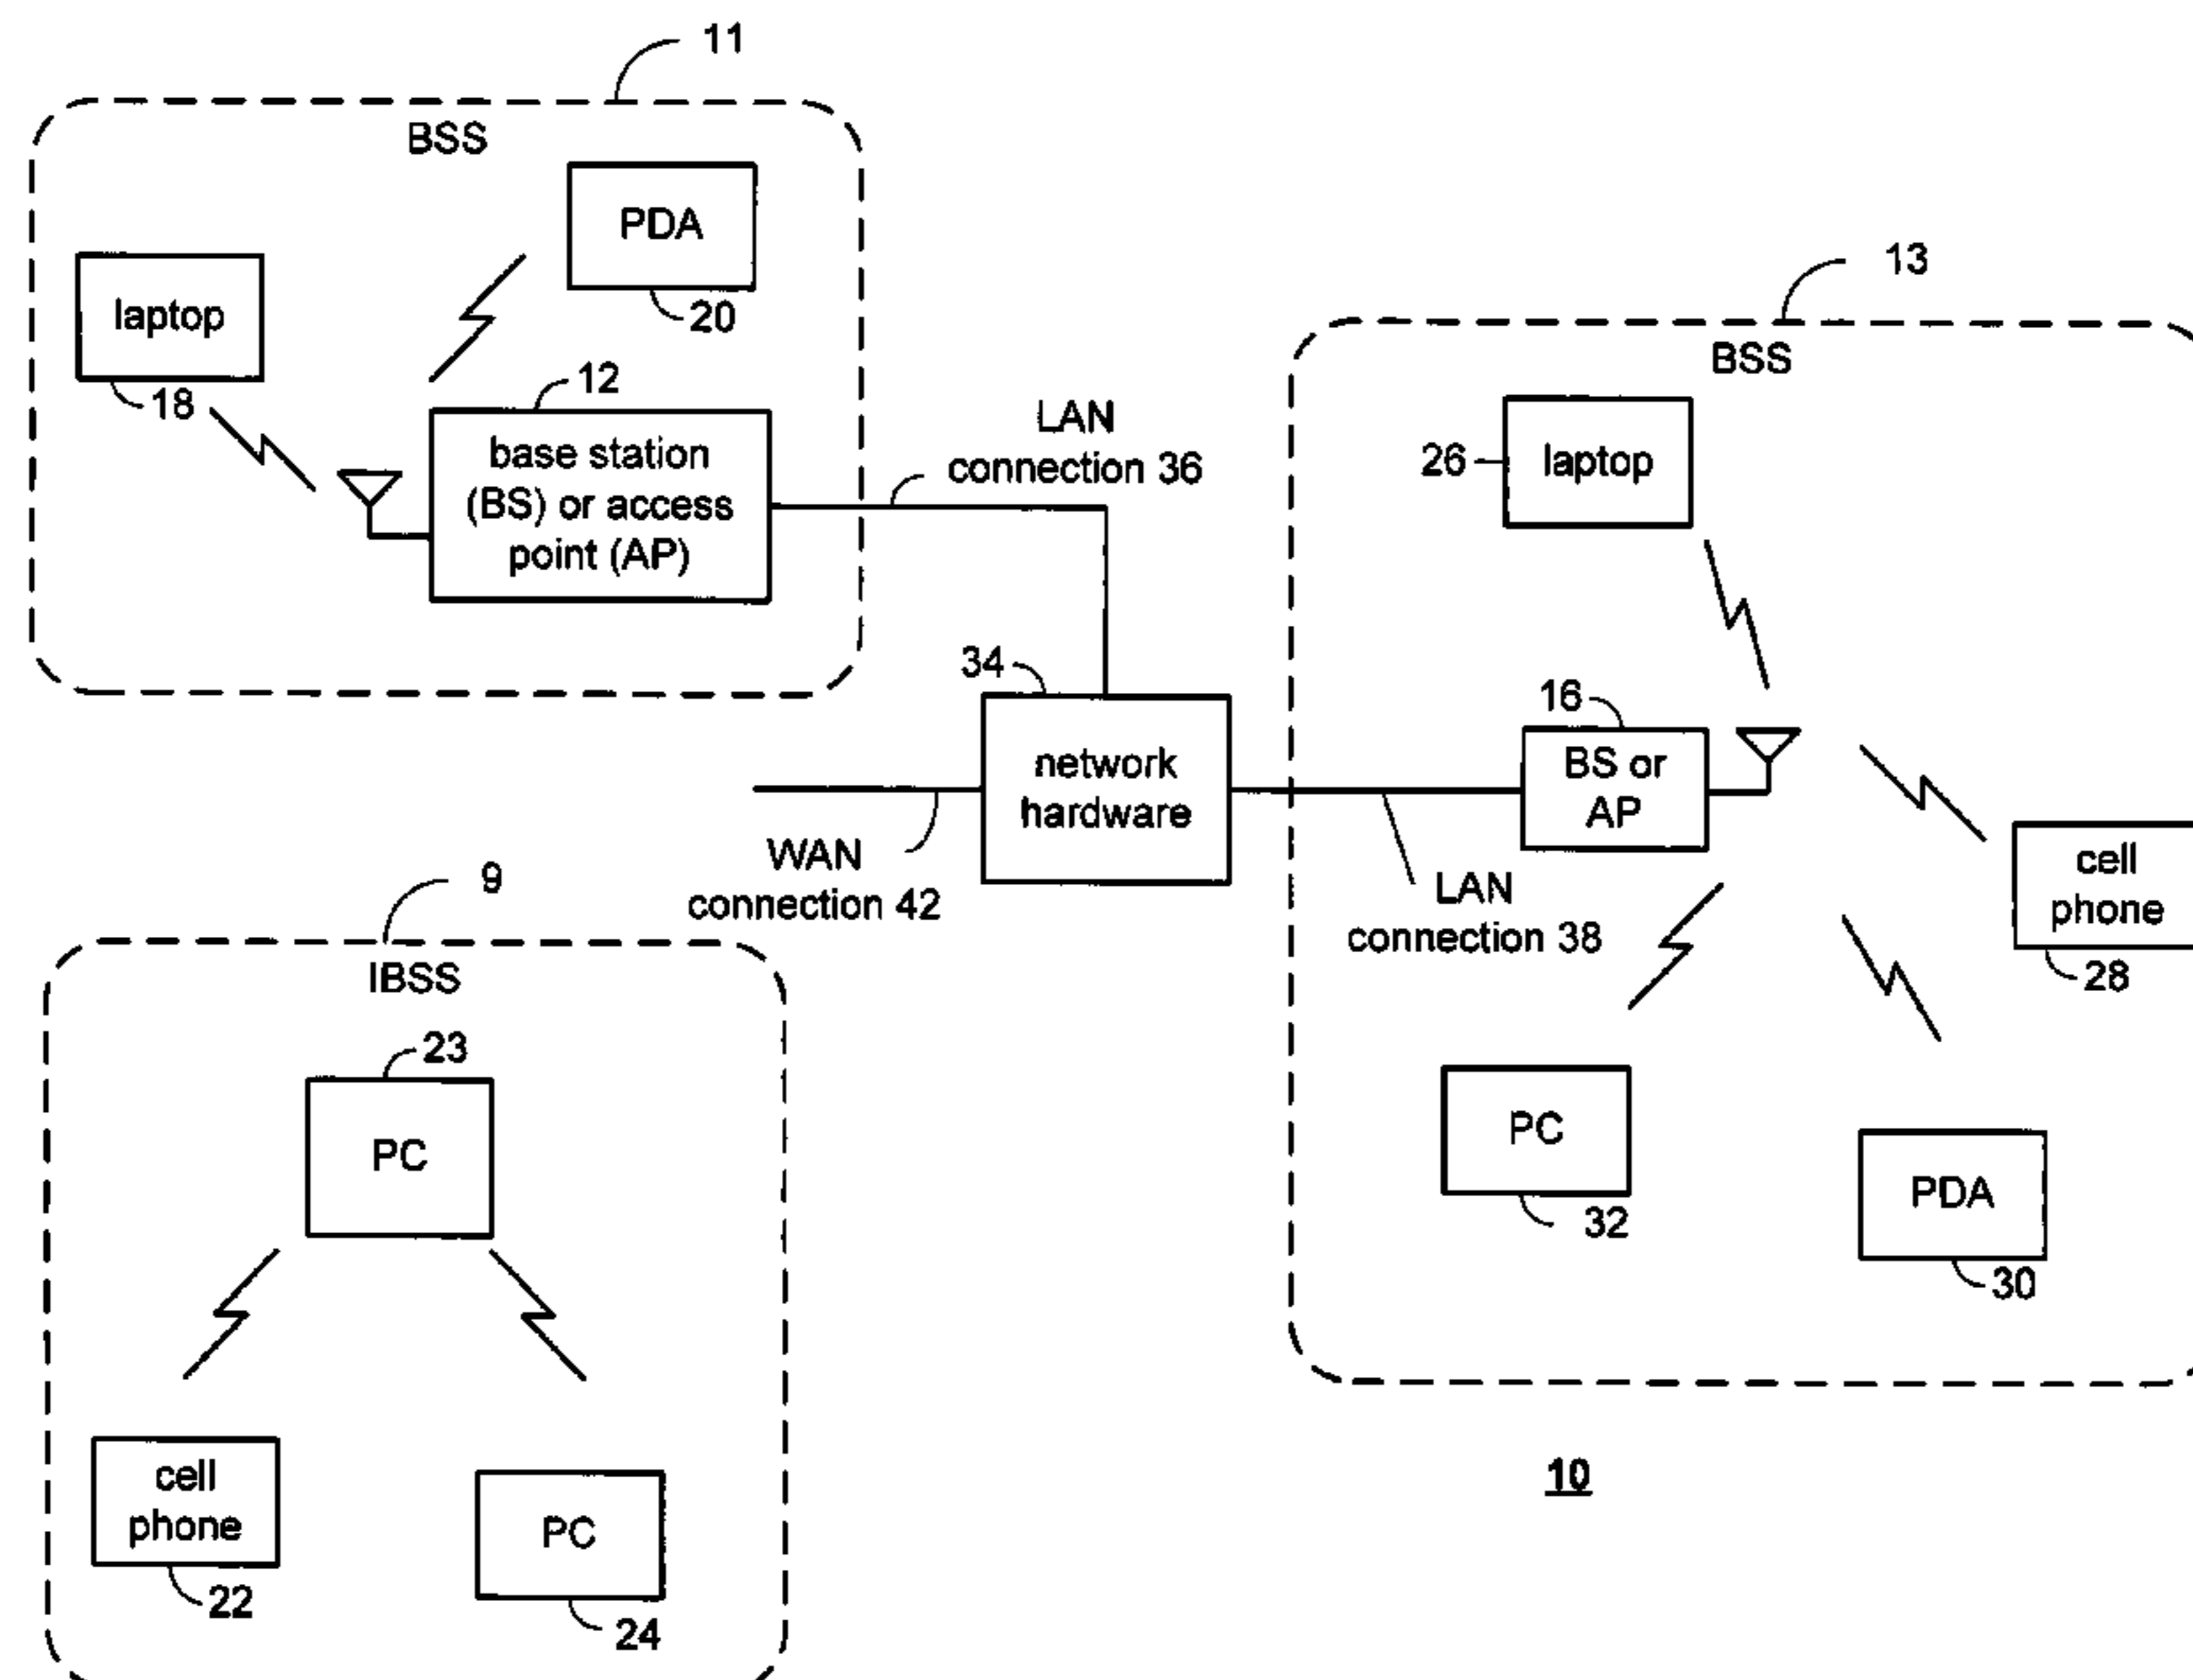 11
BSS
PDA
20
laptop
18
12
base station
(BS) or access
point (AP)
LAN
connection 36
13
BSS
26
laptop
34
network
hardware
16
BS or
AP
WAN
connection 42
LAN
connection 38
cell
phone
28
9
IBSS
23
PC
PC
32
PDA
30
cell
phone
22
PC
24
10